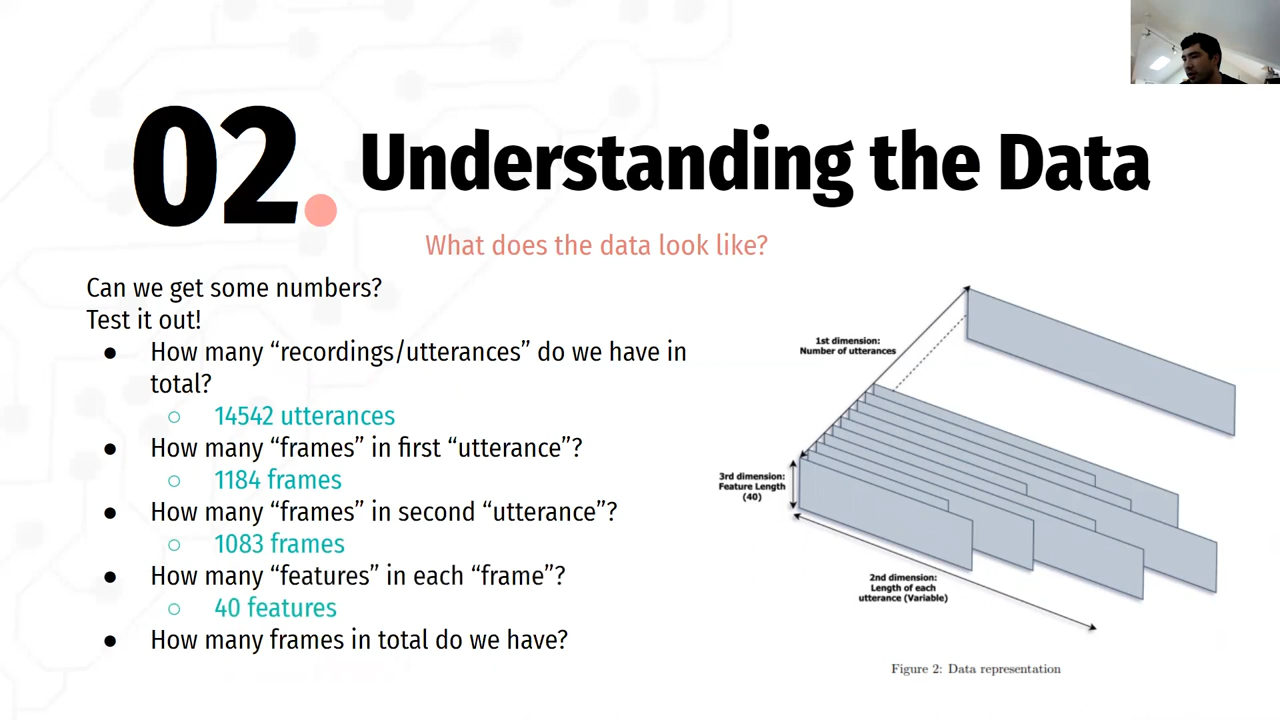 02. Understanding the Data
What does the data look like?
Can we get some numbers?
Test it out!
● How many “recordings/utterances” do we have in
total?
○ 14542 utterances
● How many “frames” in first “utterance”?
○ 1184 frames
● How many “frames” in second “utterance”?
○ 1083 frames
● How many “features” in each “frame”?
○ 40 features
● How many frames in total do we have?
1st dimension:
Number of utterances
3rd dimension:
Feature Length
(40)
2nd dimension:
Length of each
utterance (Variable)
Figure 2: Data representation